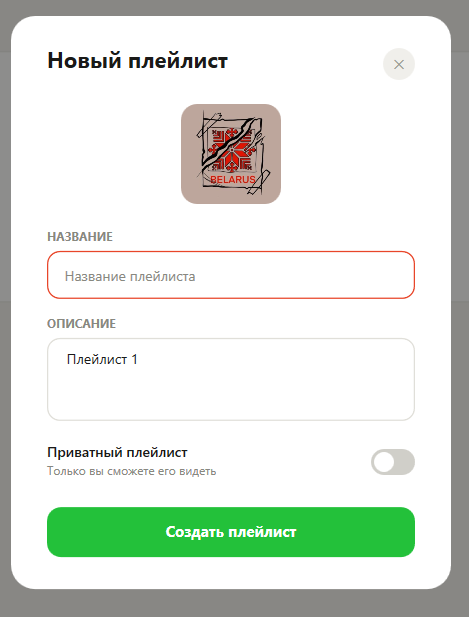 Новый плейлист
BELARUS
НАЗВАНИЕ
Название плейлиста
ОПИСАНИЕ
Плейлист 1
Приватный плейлист
Только вы сможете его видеть
Создать плейлист